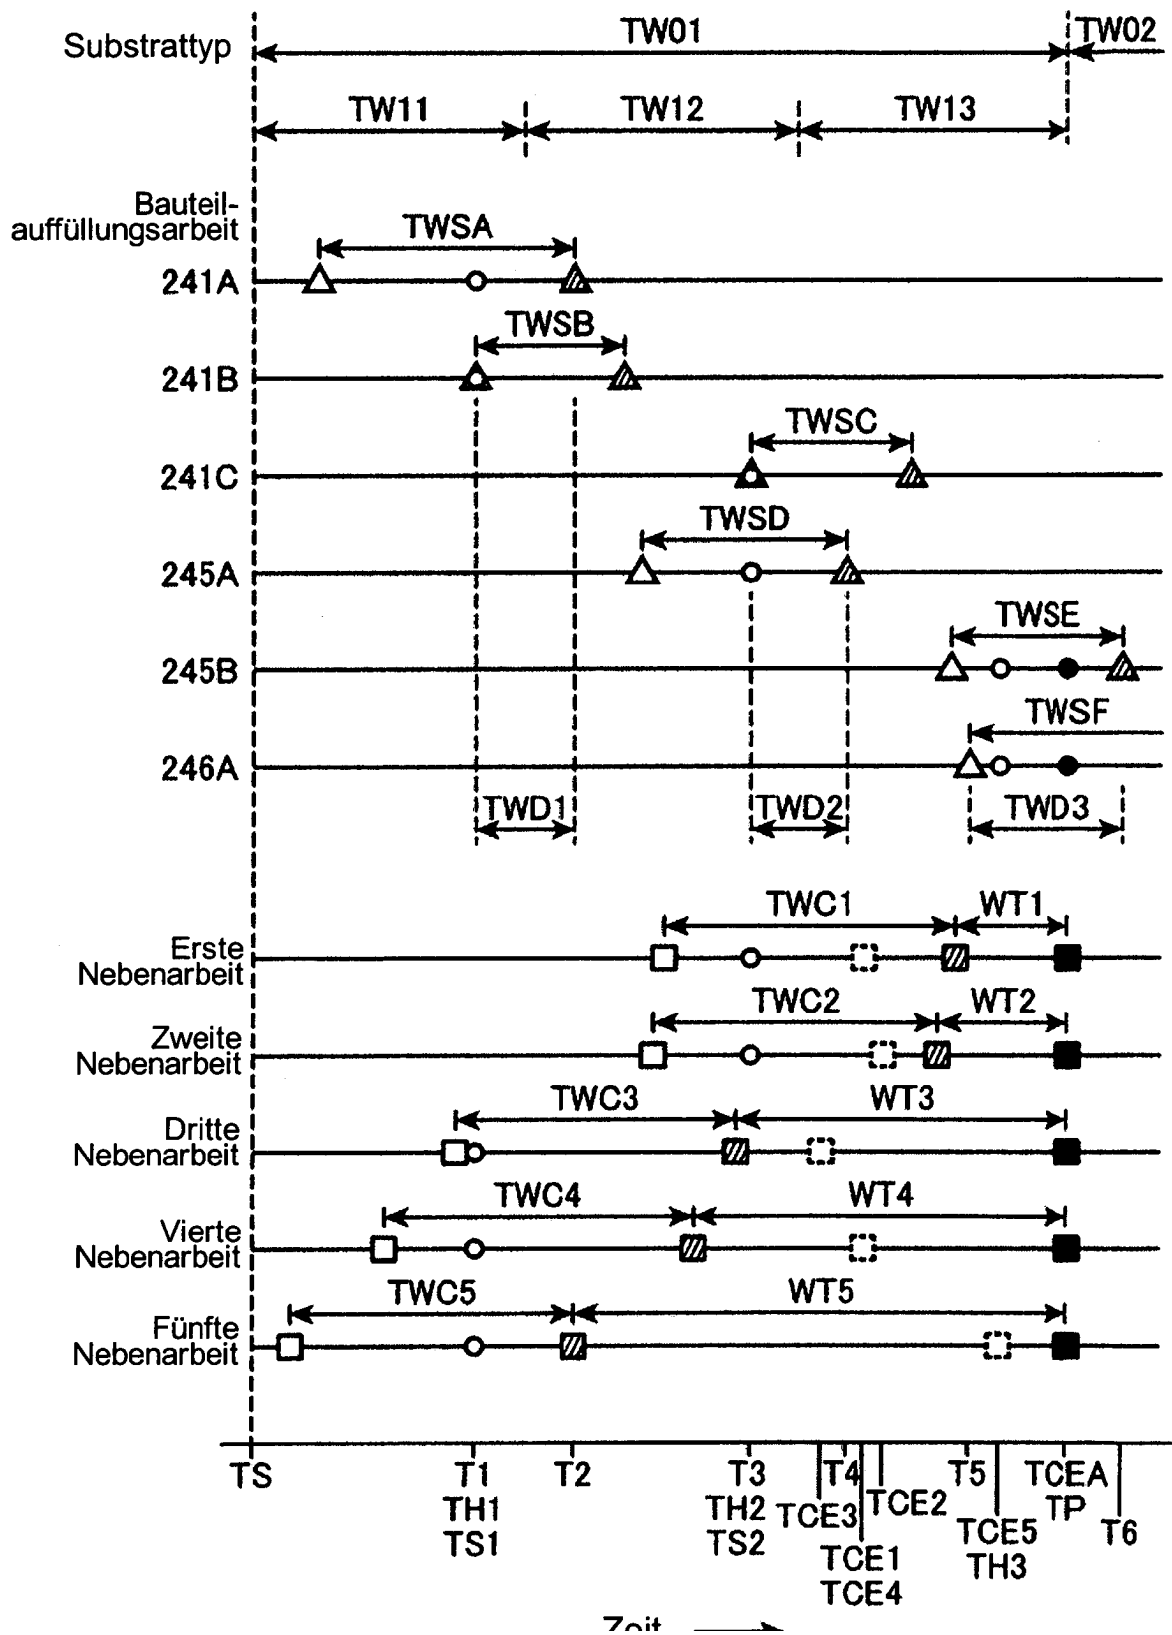 Substrattyp
TW01
TW02
TW11
TW12
TW13
Bauteil-
auffüllungsarbeit
TWSA
241A
TWSB
241B
TWSC
241C
TWSD
245A
TWSE
245B
TWSF
246A
TWD1
TWD2
TWD3
TWC1
WT1
Erste
Nebenarbeit
TWC2
WT2
Zweite
Nebenarbeit
TWC3
WT3
Dritte
Nebenarbeit
TWC4
WT4
Vierte
Nebenarbeit
TWC5
WT5
Fünfte
Nebenarbeit
TS
T1
TH1
TS1
T2
T3
TH2
TS2
TCE3
T4
TCE1
TCE4
TCE2
T5
TCE5
TH3
TCEA
TP
T6
Zeit